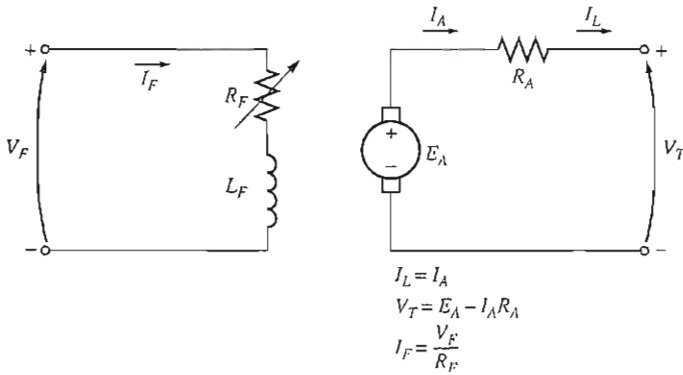 I_A
I_L
+
+
I_F
R_F
R_A
V_F
+
−
E_A
V_T
L_F
−
−
I_L = I_A
V_T = E_A − I_A R_A
I_F = V_F / R_F